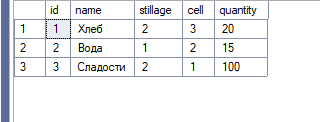 id name stillage cell quantity
1 1 Хлеб 2 3 20
2 2 Вода 1 2 15
3 3 Сладости 2 1 100